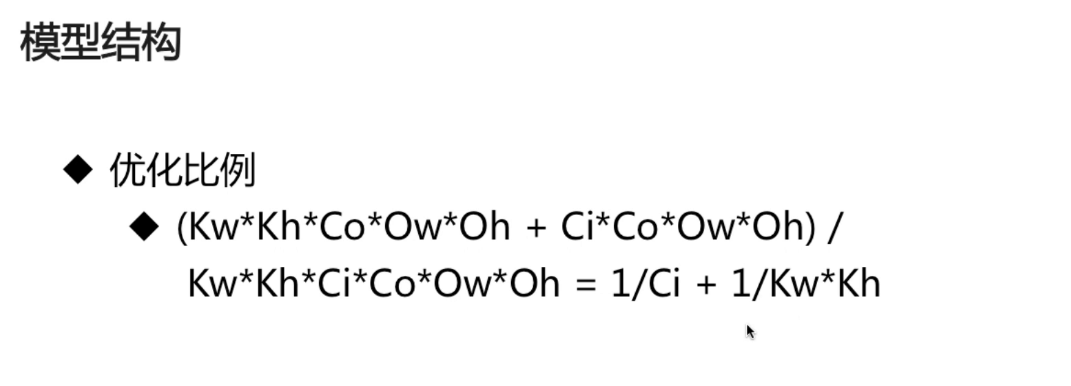 模型结构
◆ 优化比例
◆ (Kw*Kh*Co*Ow*Oh + Ci*Co*Ow*Oh) /
Kw*Kh*Ci*Co*Ow*Oh = 1/Ci + 1/Kw*Kh